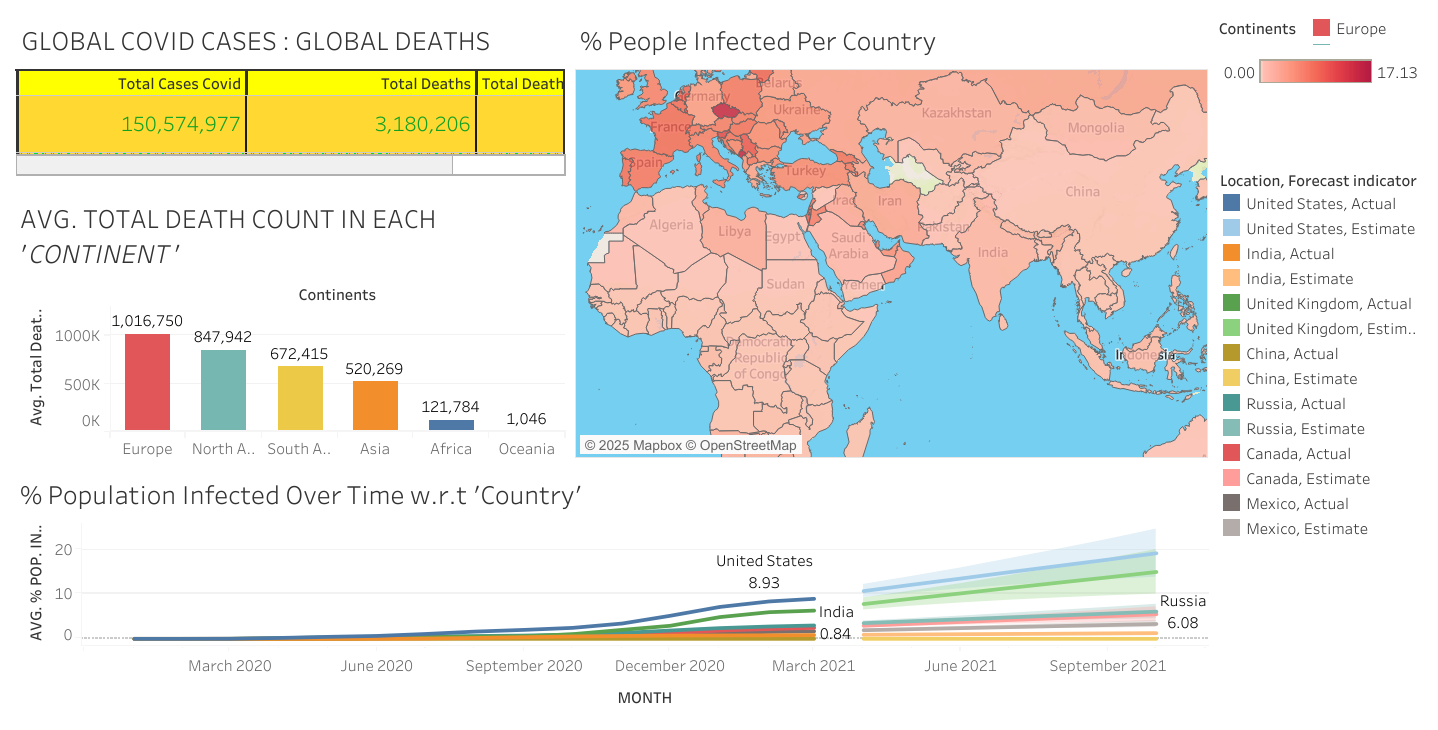 GLOBAL COVID CASES : GLOBAL DEATHS
Total Cases Covid
Total Deaths
Total Death
150,574,977
3,180,206
AVG. TOTAL DEATH COUNT IN EACH
'CONTINENT'
Continents
Avg. Total Deat..
1000K
500K
0K
1,016,750
847,942
672,415
520,269
121,784
1,046
Europe
North A..
South A..
Asia
Africa
Oceania
% People Infected Per Country
Belarus
Germany
Ukraine
France
Spain
Turkey
Kazakhstan
Mongolia
China
Iraq
Iran
Pakistan
India
Algeria
Libya
Egypt
Saudi
Arabia
Yemen
Sudan
Democratic
Republic
of Congo
Indonesia
© 2025 Mapbox © OpenStreetMap
Continents
Europe
0.00
17.13
Location, Forecast indicator
United States, Actual
United States, Estimate
India, Actual
India, Estimate
United Kingdom, Actual
United Kingdom, Estim..
China, Actual
China, Estimate
Russia, Actual
Russia, Estimate
Canada, Actual
Canada, Estimate
Mexico, Actual
Mexico, Estimate
% Population Infected Over Time w.r.t 'Country'
AVG. % POP. IN..
20
10
0
United States
8.93
India
0.84
Russia
6.08
March 2020
June 2020
September 2020
December 2020
March 2021
June 2021
September 2021
MONTH